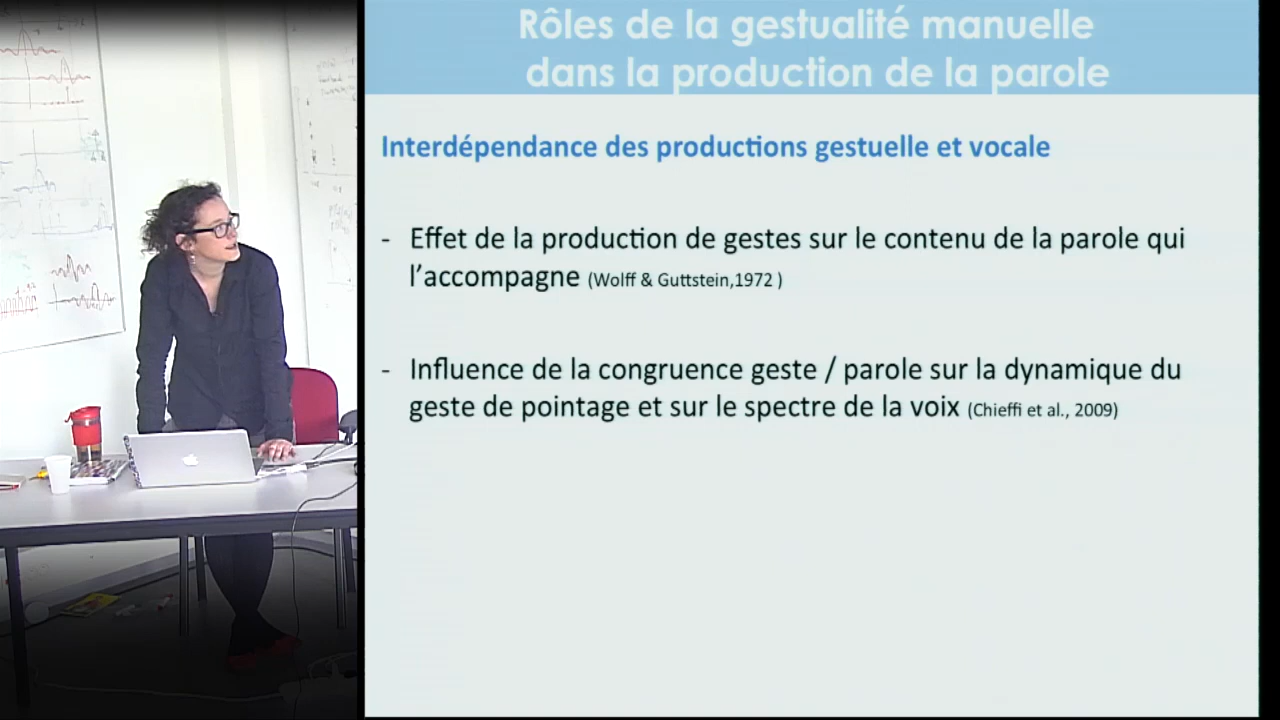 Rôles de la gestualité manuelle
dans la production de la parole
Interdépendance des productions gestuelle et vocale
- Effet de la production de gestes sur le contenu de la parole qui
l’accompagne (Wolff & Guttstein,1972 )
- Influence de la congruence geste / parole sur la dynamique du
geste de pointage et sur le spectre de la voix (Chieffi et al., 2009)